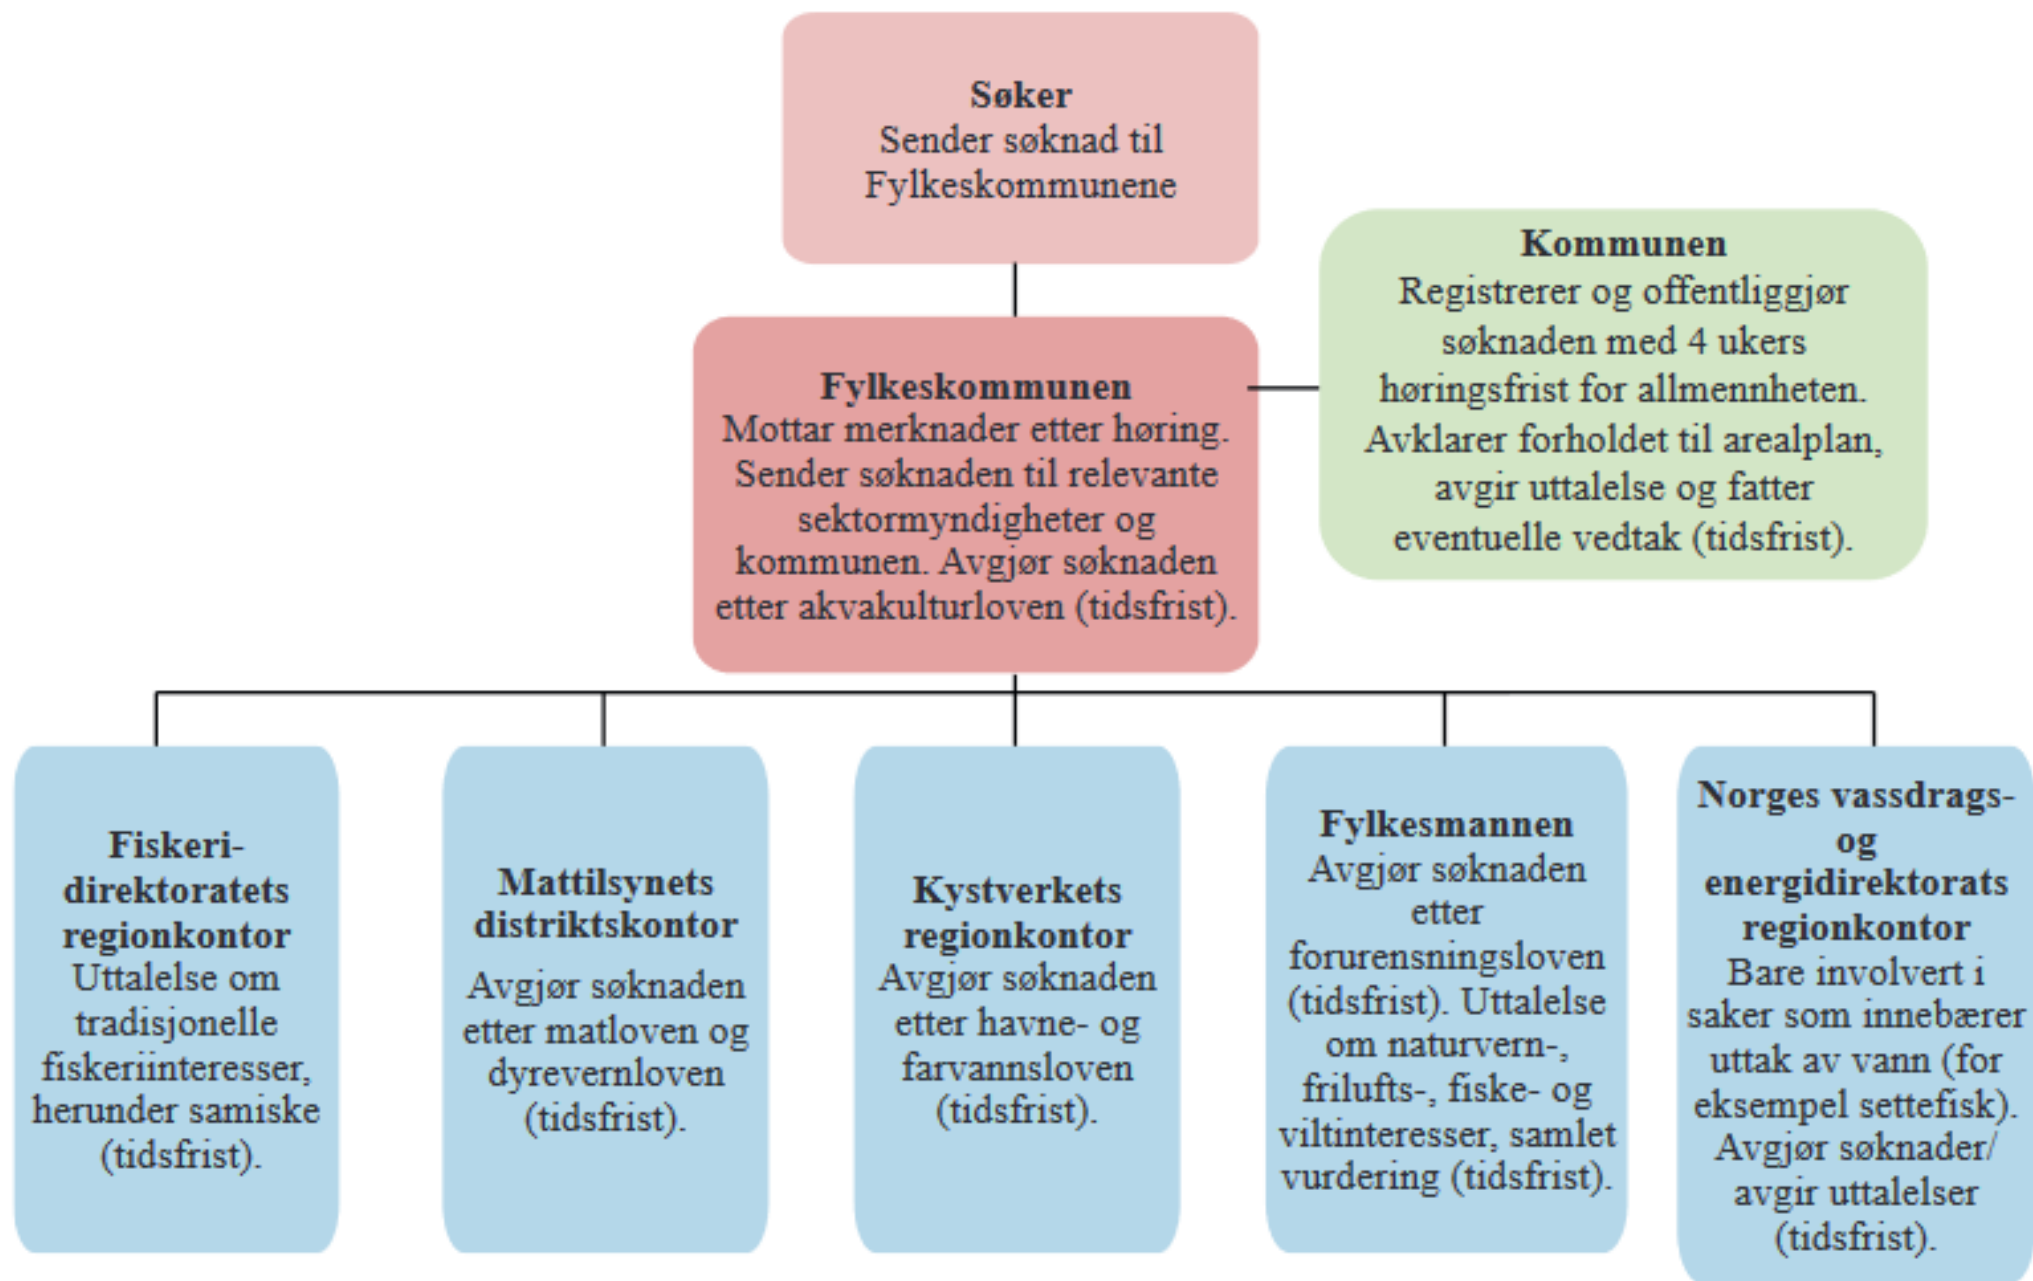 Søker
Sender søknad til
Fylkeskommunene
Kommunen
Registrerer og offentliggjør
søknaden med 4 ukers
høringsfrist for allmennheten.
Avklarer forholdet til arealplan,
avgir uttalelse og fatter
eventuelle vedtak (tidsfrist).
Fylkeskommunen
Mottar merknader etter høring.
Sender søknaden til relevante
sektormyndigheter og
kommunen. Avgjør søknaden
etter akvakulturloven (tidsfrist).
Fiskeri-
direktoratets
regionkontor
Uttalelse om
tradisjonelle
fiskeriinteresser,
herunder samiske
(tidsfrist).
Mattilsynets
distriktskontor
Avgjør søknaden
etter matloven og
dyrevernloven
(tidsfrist).
Kystverkets
regionkontor
Avgjør søknaden
etter havne- og
farvannsloven
(tidsfrist).
Fylkesmannen
Avgjør søknaden
etter
forurensningsloven
(tidsfrist). Uttalelse
om naturvern-,
frilufts-, fiske- og
viltinteresser, samlet
vurdering (tidsfrist).
Norges vassdrags-
og
energidirektorats
regionkontor
Bare involvert i
saker som innebærer
uttak av vann (for
eksempel settefisk).
Avgjør søknader/
avgir uttalelser
(tidsfrist).